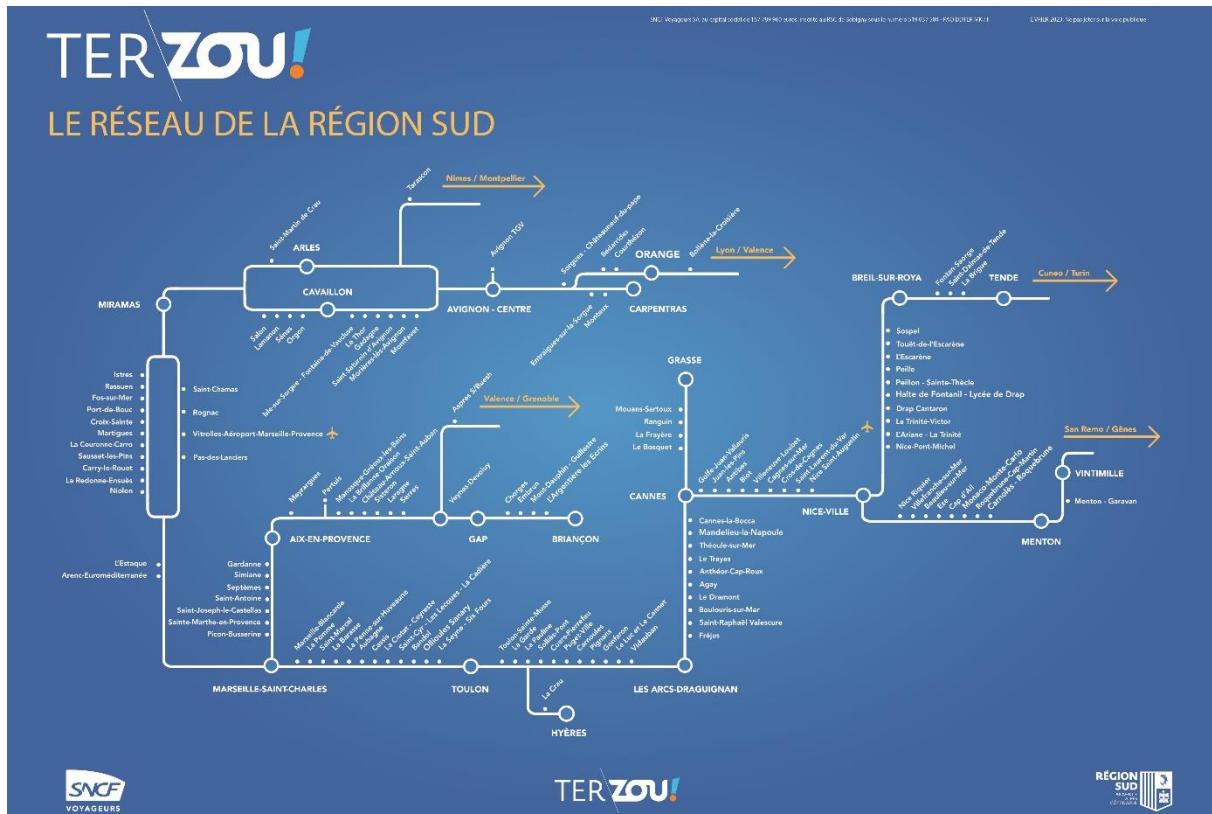 TER ZOU!
LE RÉSEAU DE LA RÉGION SUD
Nîmes / Montpellier
Tarascon
Saint-Martin de Crau
ARLES
CAVAILLON
MIRAMAS
Salon
Lamanon
Sénas
Orgon
Isle-sur-Sorgue - Fontaine-de-Vaucluse
Le Thor
Gadagne
Saint-Saturnin d'Avignon
Morières-lès-Avignon
Montfavet
Avignon TGV
AVIGNON - CENTRE
Sorgues - Châteauneuf-du-pape
Bédarrides
Courthézon
ORANGE
Bollène-la-Croisière
Lyon / Valence
Entraigues-sur-la-Sorgue
Monteux
CARPENTRAS
BREIL-SUR-ROYA
Fontan-Saorge
Saint-Dalmas-de-Tende
La Brigue
TENDE
Cuneo / Turin
Sospel
Touët-de-l'Escarène
L'Escarène
Peille
Peillon - Sainte-Thècle
Halte de Fontanil - Lycée de Drap
Drap Cantaron
La Trinité-Victor
L'Ariane - La Trinité
Nice-Pont-Michel
Istres
Rassuen
Fos-sur-Mer
Port-de-Bouc
Croix-Sainte
Martigues
La Couronne-Carro
Sausset-les-Pins
Carry-le-Rouet
La Redonne-Ensuès
Niolon
Saint-Chamas
Rognac
Vitrolles-Aéroport-Marseille-Provence
Pas-des-Lanciers
L'Estaque
Arenc-Euroméditerranée
Aspres S/Buëch
Valence / Grenoble
Meyrargues
Pertuis
Manosque-Gréoux-les-Bains
La Brillanne-Oraison
Château-Arnoux-Saint-Auban
Sisteron
Laragne
Serres
Veynes-Dévoluy
Chorges
Embrun
Mont-Dauphin - Guillestre
L'Argentière les Ecrins
AIX-EN-PROVENCE
GAP
BRIANÇON
Gardanne
Simiane
Septèmes
Saint-Antoine
Saint-Joseph-le-Castellas
Sainte-Marthe-en-Provence
Picon-Busserine
MARSEILLE-SAINT-CHARLES
Marseille-Blancarde
La Pomme
Saint-Marcel
La Barasse
La Penne-sur-Huveaune
Aubagne
Cassis
La Ciotat - Ceyreste
Saint-Cyr - Les Lecques - La Cadière
Bandol
Ollioules Sanary
La Seyne - Six Fours
TOULON
Toulon-Sainte-Musse
La Garde
La Pauline
Solliès-Pont
Cuers-Pierrefeu
Puget-Ville
Carnoules
Pignans
Gonfaron
Le Luc et Le Cannet
Vidauban
La Crau
HYÈRES
LES ARCS-DRAGUIGNAN
GRASSE
Mouans-Sartoux
Ranguin
La Frayère
Le Bosquet
CANNES
Cannes-la-Bocca
Mandelieu-la-Napoule
Théoule-sur-Mer
Le Trayas
Anthéor-Cap-Roux
Agay
Le Dramont
Boulouris-sur-Mer
Saint-Raphaël Valescure
Fréjus
Golfe Juan-Vallauris
Juan-les-Pins
Antibes
Biot
Villeneuve-Loubet
Cagnes-sur-Mer
Cros-de-Cagnes
Saint-Laurent-du-Var
Nice Saint-Augustin
NICE-VILLE
Nice Riquier
Villefranche-sur-Mer
Beaulieu-sur-Mer
Eze
Cap d'Ail
Monaco-Monte-Carlo
Roquebrune-Cap-Martin
Carnolès - Roquebrune
MENTON
San Remo / Gênes
VINTIMILLE
Menton - Garavan
SNCF
VOYAGEURS
TER ZOU!
RÉGION
SUD